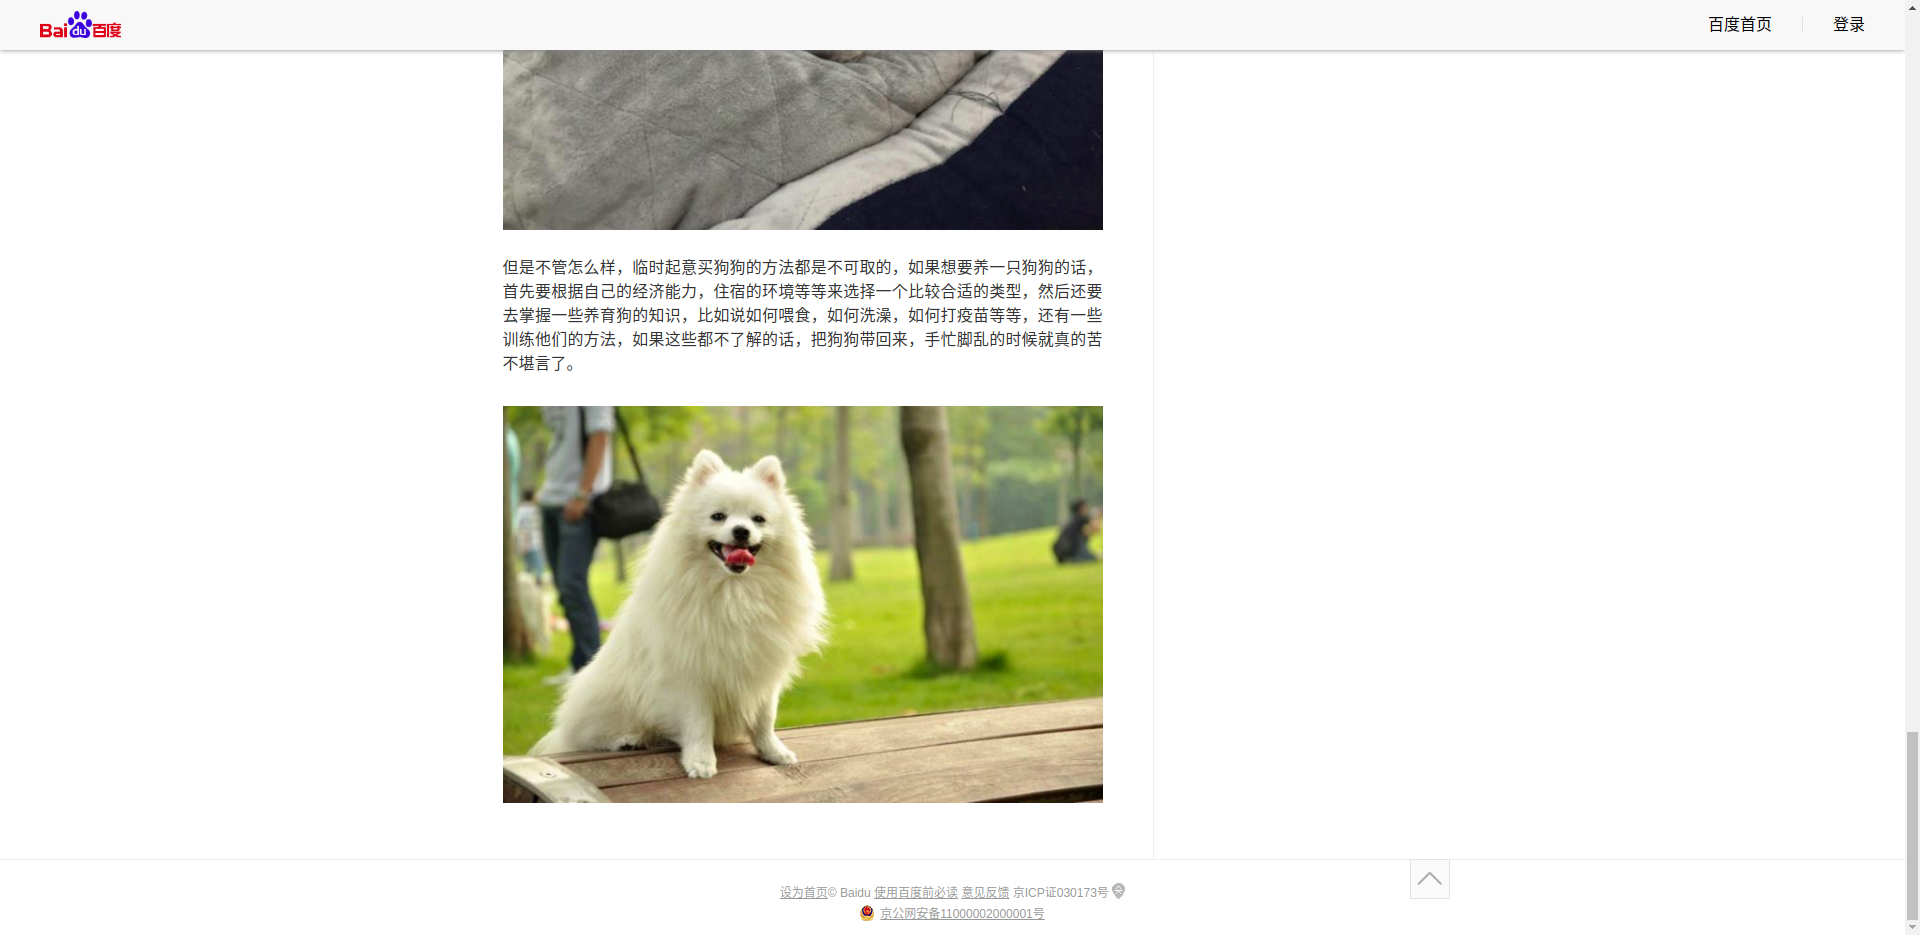 Bai du 百度
百度首页 登录
但是不管怎么样，临时起意买狗狗的方法都是不可取的，如果想要养一只狗狗的话，
首先要根据自己的经济能力，住宿的环境等等来选择一个比较合适的类型，然后还要
去掌握一些养育狗的知识，比如说如何喂食，如何洗澡，如何打疫苗等等，还有一些
训练他们的方法，如果这些都不了解的话，把狗狗带回来，手忙脚乱的时候就真的苦
不堪言了。
设为首页© Baidu 使用百度前必读 意见反馈 京ICP证030173号
京公网安备11000002000001号